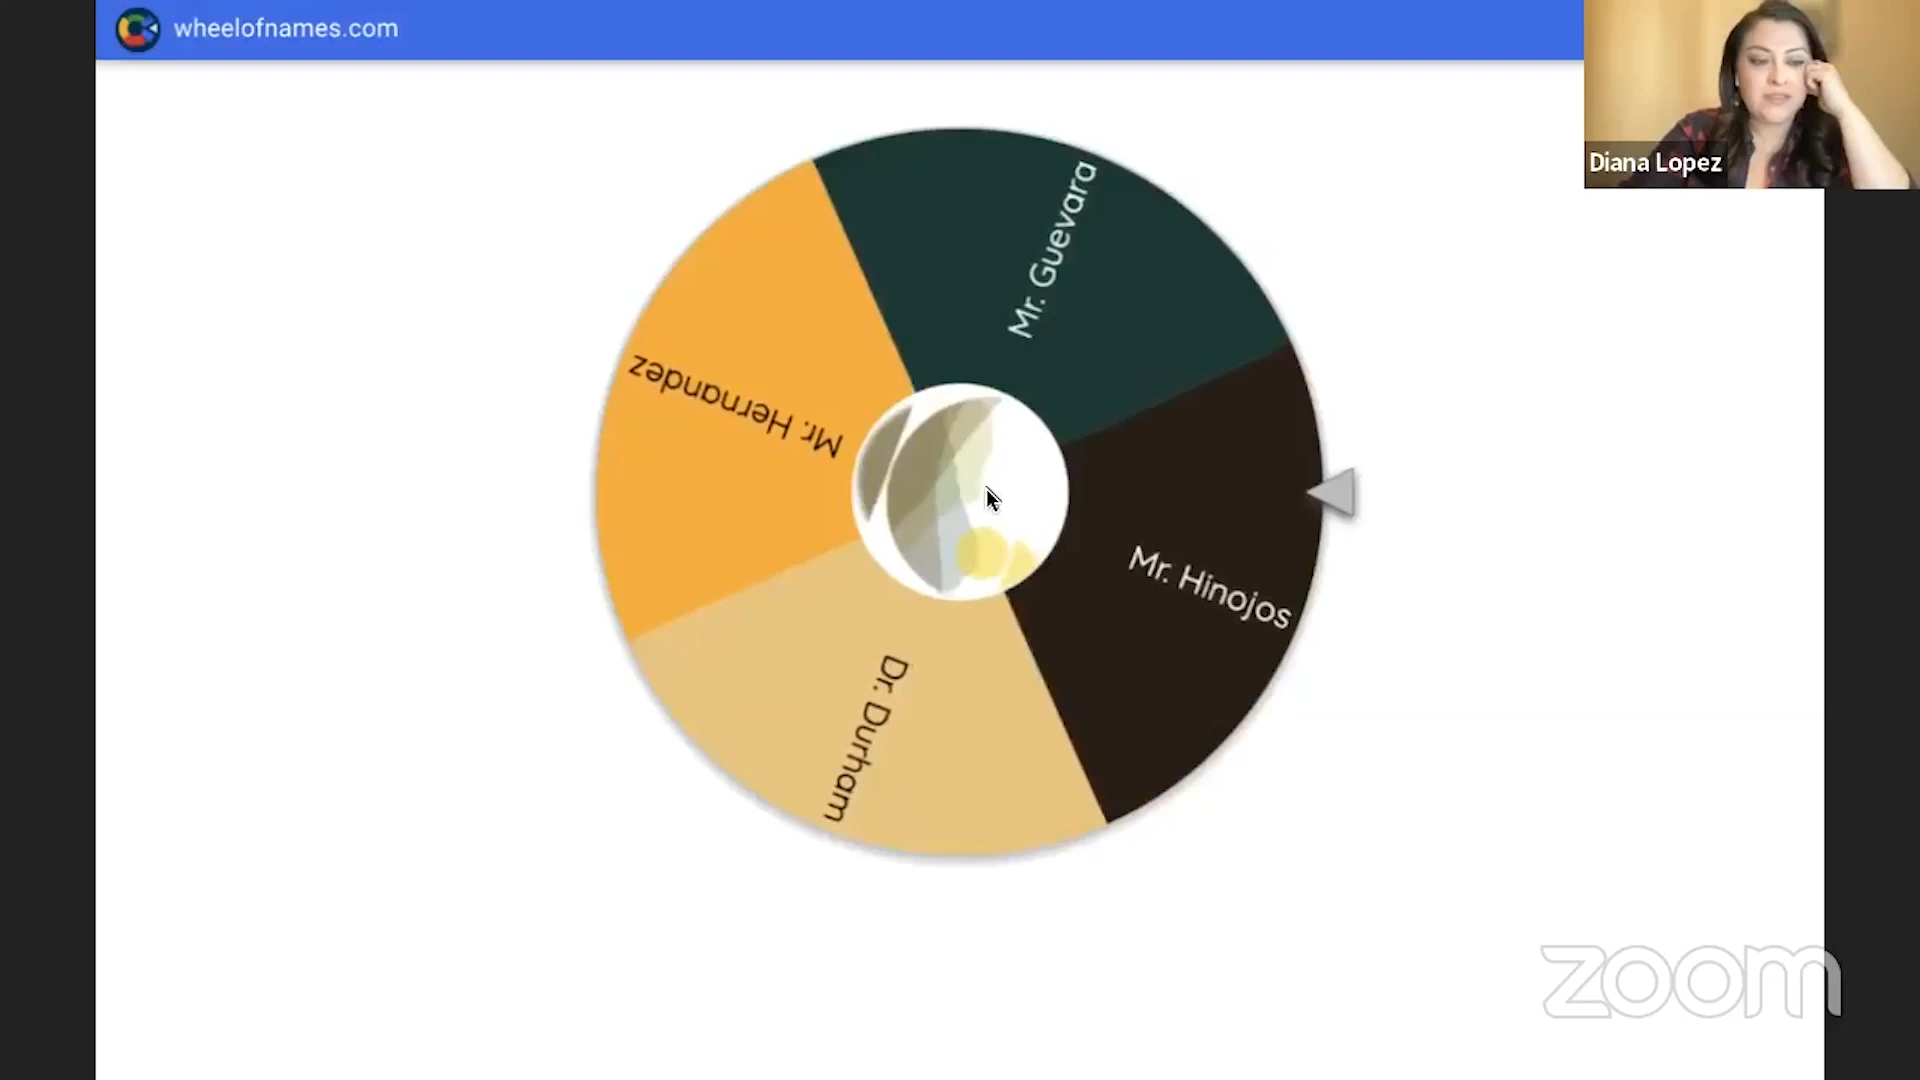 wheelofnames.com
Diana Lopez
Mr. Guevara
Mr. Hernandez
Mr. Hinojos
Dr. Durham
zoom